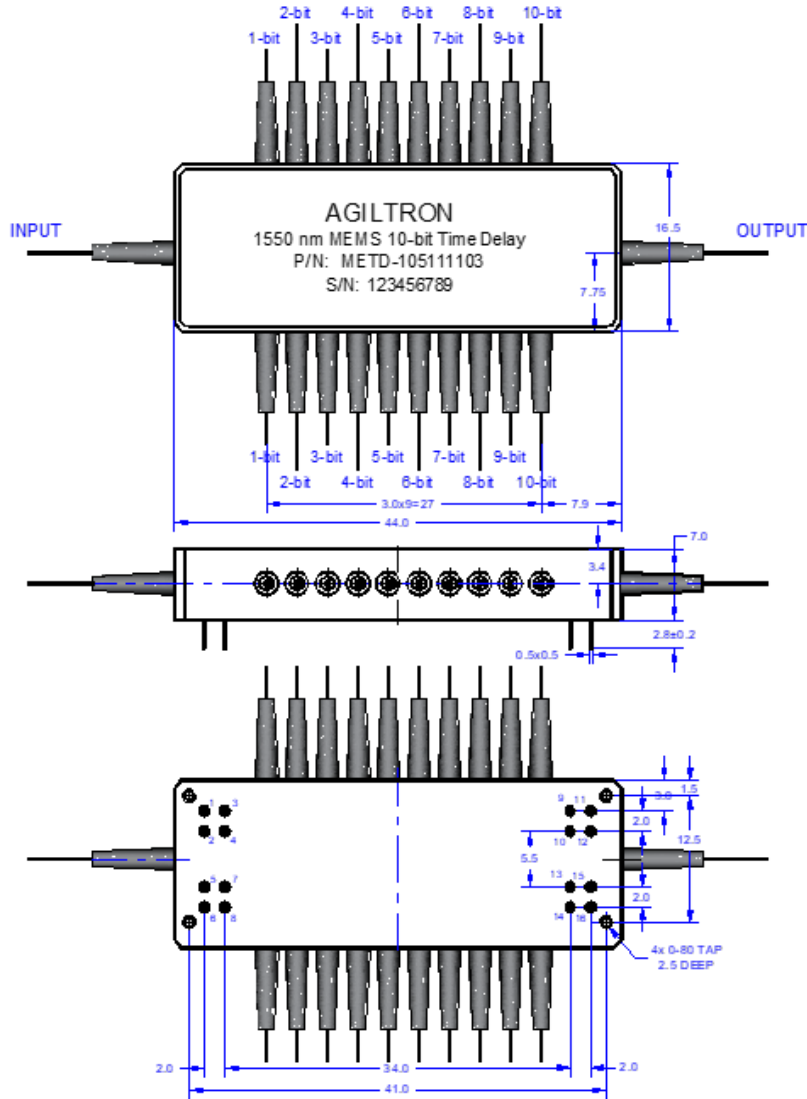 2-bit 4-bit 6-bit 8-bit 10-bit
1-bit 3-bit 5-bit 7-bit 9-bit
INPUT
OUTPUT
AGILTRON
1550 nm MEMS 10-bit Time Delay
P/N: METD-105111103
S/N: 123456789
16.5
7.75
1-bit 3-bit 5-bit 7-bit 9-bit
2-bit 4-bit 6-bit 8-bit 10-bit
3.0x9=27
7.9
44.0
7.0
3.4
2.8±0.2
0.5x0.5
1 3 9 11
3.0
1.5
2.0
2 4 10 12
5.5
12.5
5 7 13 15
2.0
6 8 14 16
4x 0-80 TAP
2.5 DEEP
2.0
34.0
2.0
41.0